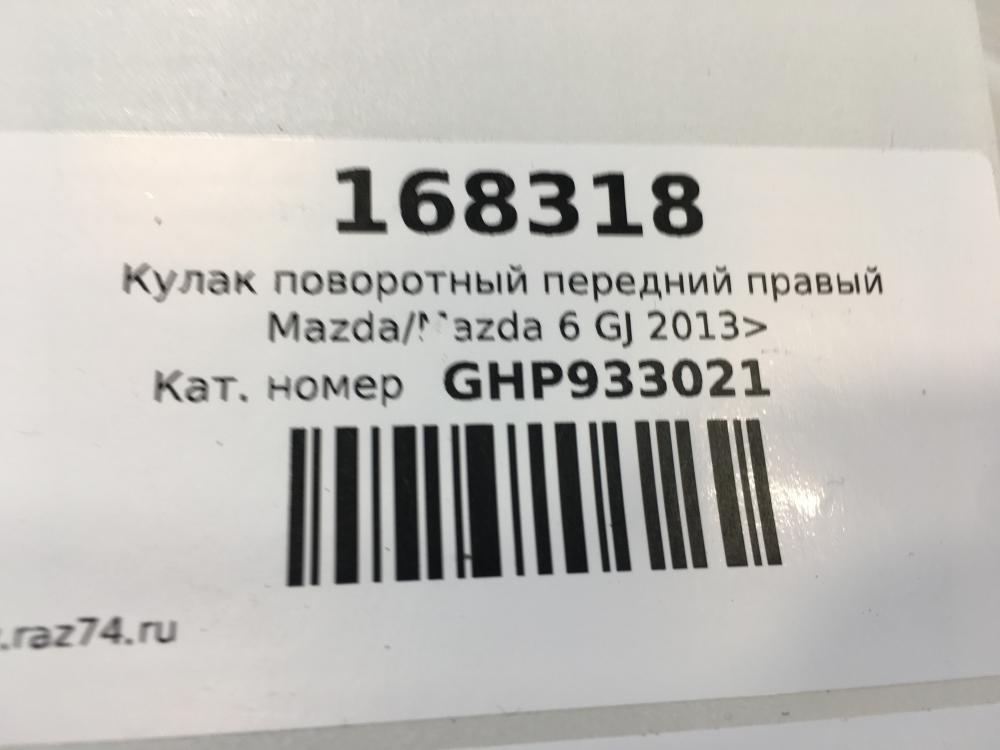 168318
Кулак поворотный передний правый
Mazda/Mazda 6 GJ 2013>
Кат. номер GHP933021
.raz74.ru